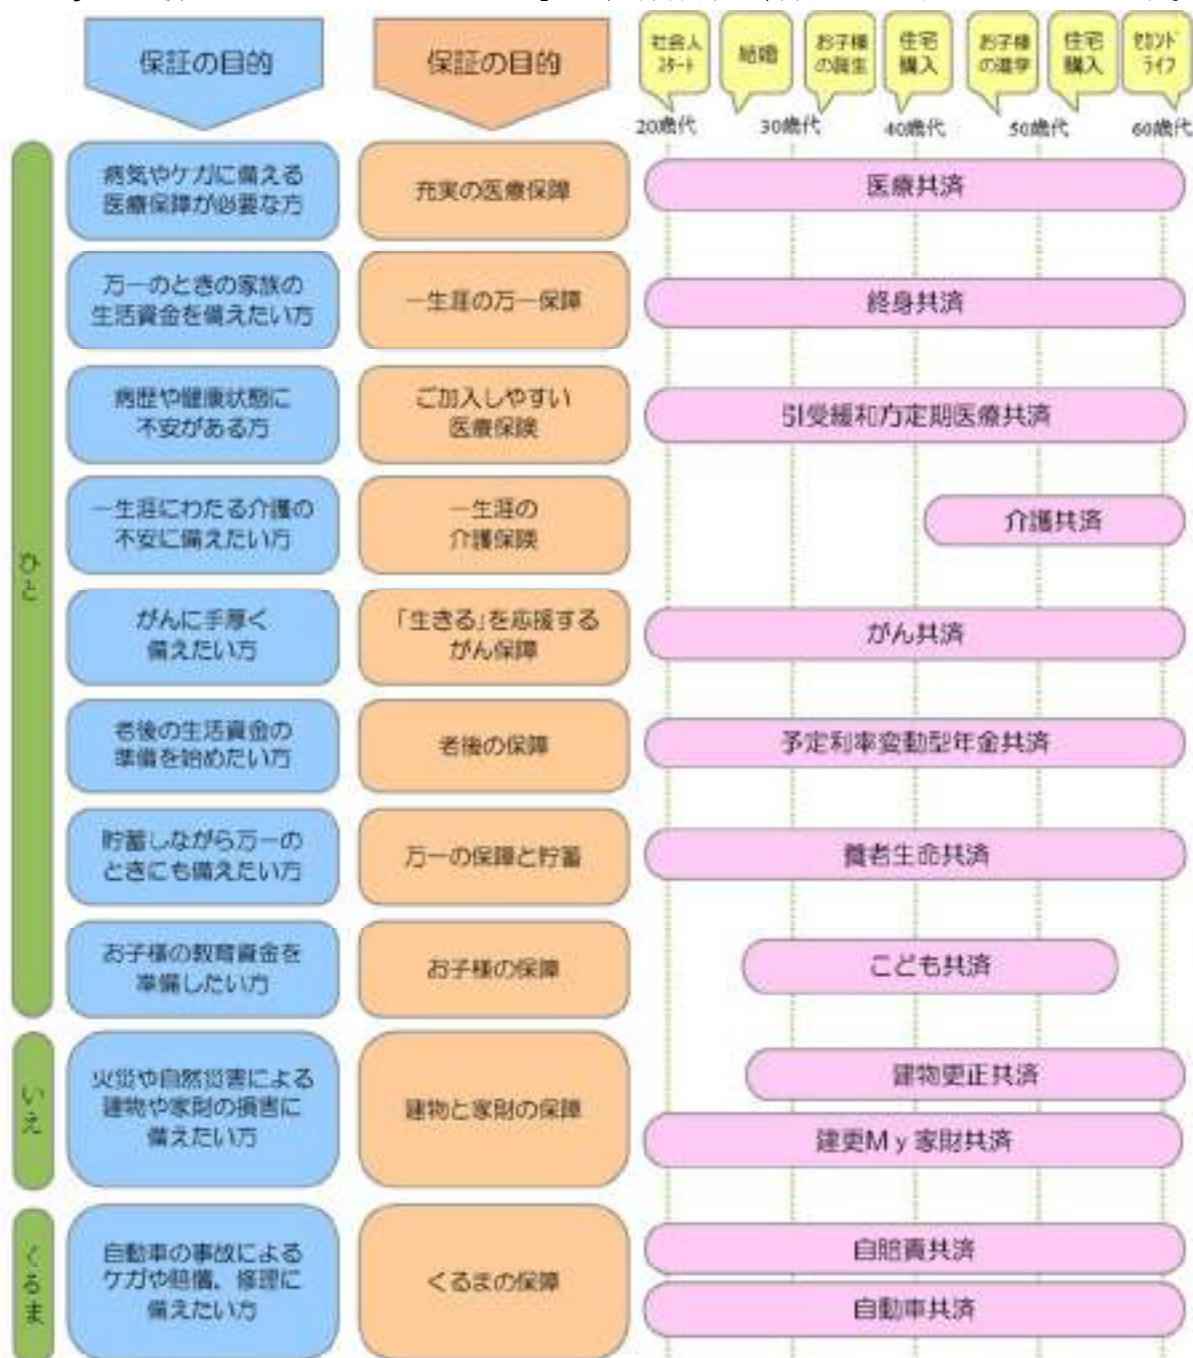 保証の目的
保証の目的
社会人
スタート
結婚
お子様
の誕生
住宅
購入
お子様
の進学
住宅
購入
セカンド
ライフ
20歳代
30歳代
40歳代
50歳代
60歳代
ひと
病気やケガに備える
医療保障が必要な方
充実の医療保障
医療共済
万一のときの家族の
生活資金を備えたい方
一生涯の万一保障
終身共済
病歴や健康状態に
不安がある方
ご加入しやすい
医療保険
引受緩和方定期医療共済
一生涯にわたる介護の
不安に備えたい方
一生涯の
介護保険
介護共済
がんに手厚く
備えたい方
「生きる」を応援する
がん保障
がん共済
老後の生活資金の
準備を始めたい方
老後の保障
予定利率変動型年金共済
貯蓄しながら万一の
ときにも備えたい方
万一の保障と貯蓄
養老生命共済
お子様の教育資金を
準備したい方
お子様の保障
こども共済
いえ
火災や自然災害による
建物や家財の損害に
備えたい方
建物と家財の保障
建物更正共済
建更My家財共済
くるま
自動車の事故による
ケガや賠償、修理に
備えたい方
くるまの保障
自賠責共済
自動車共済